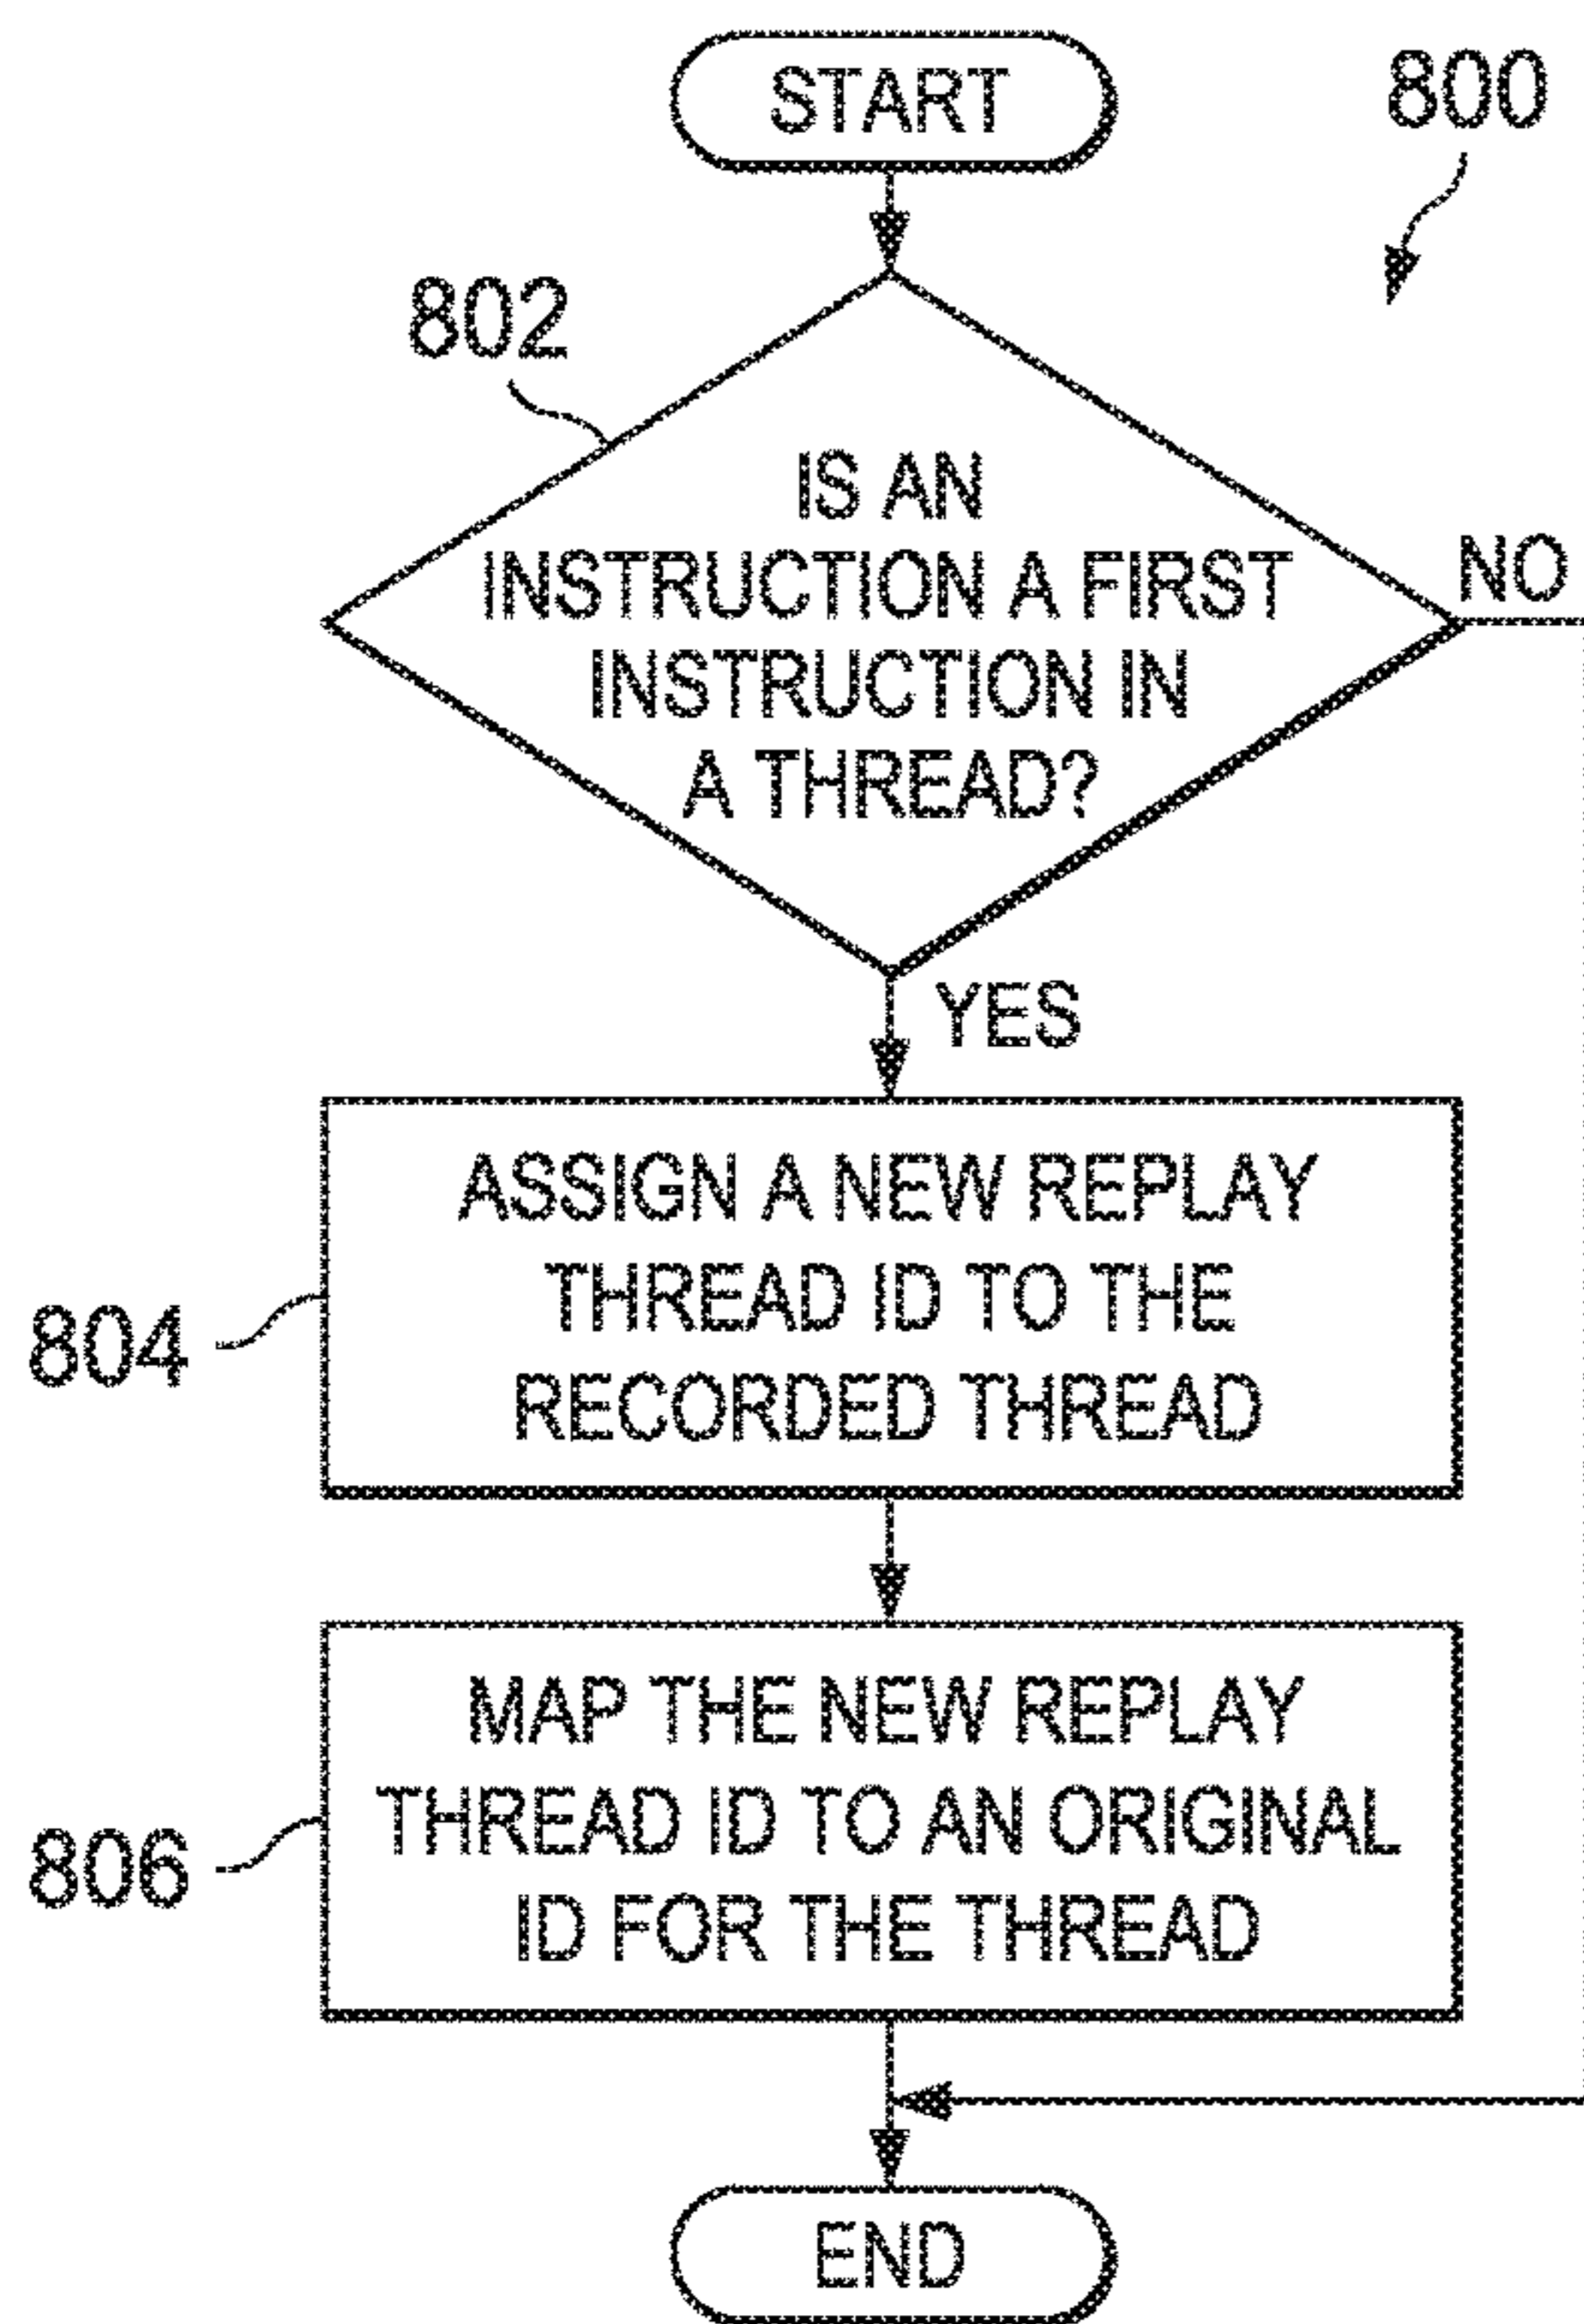 START
800
802
IS AN
INSTRUCTION A FIRST
INSTRUCTION IN
A THREAD?
NO
YES
804
ASSIGN A NEW REPLAY
THREAD ID TO THE
RECORDED THREAD
806
MAP THE NEW REPLAY
THREAD ID TO AN ORIGINAL
ID FOR THE THREAD
END